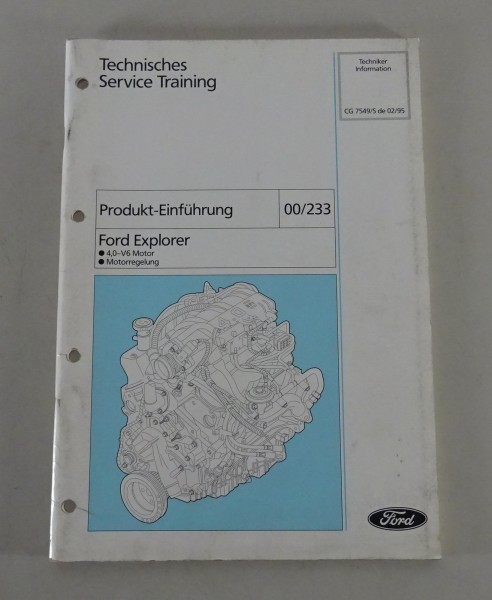 Technisches
Service Training
Techniker
Information
CG 7549/S de 02/95
Produkt-Einführung 00/233
Ford Explorer
● 4,0-V6 Motor
● Motorregelung
Ford